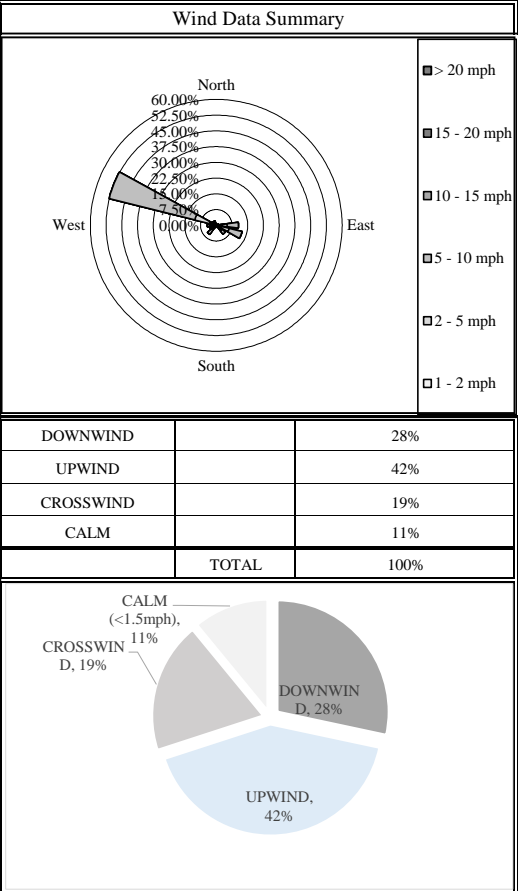 Wind Data Summary
North
60.00%
52.50%
45.00%
37.50%
30.00%
22.50%
15.00%
7.50%
0.00%
West
East
South
> 20 mph
15 - 20 mph
10 - 15 mph
5 - 10 mph
2 - 5 mph
1 - 2 mph
DOWNWIND 28%
UPWIND 42%
CROSSWIND 19%
CALM 11%
TOTAL 100%
CALM
(<1.5mph),
11%
CROSSWIN
D, 19%
DOWNWIN
D, 28%
UPWIND,
42%